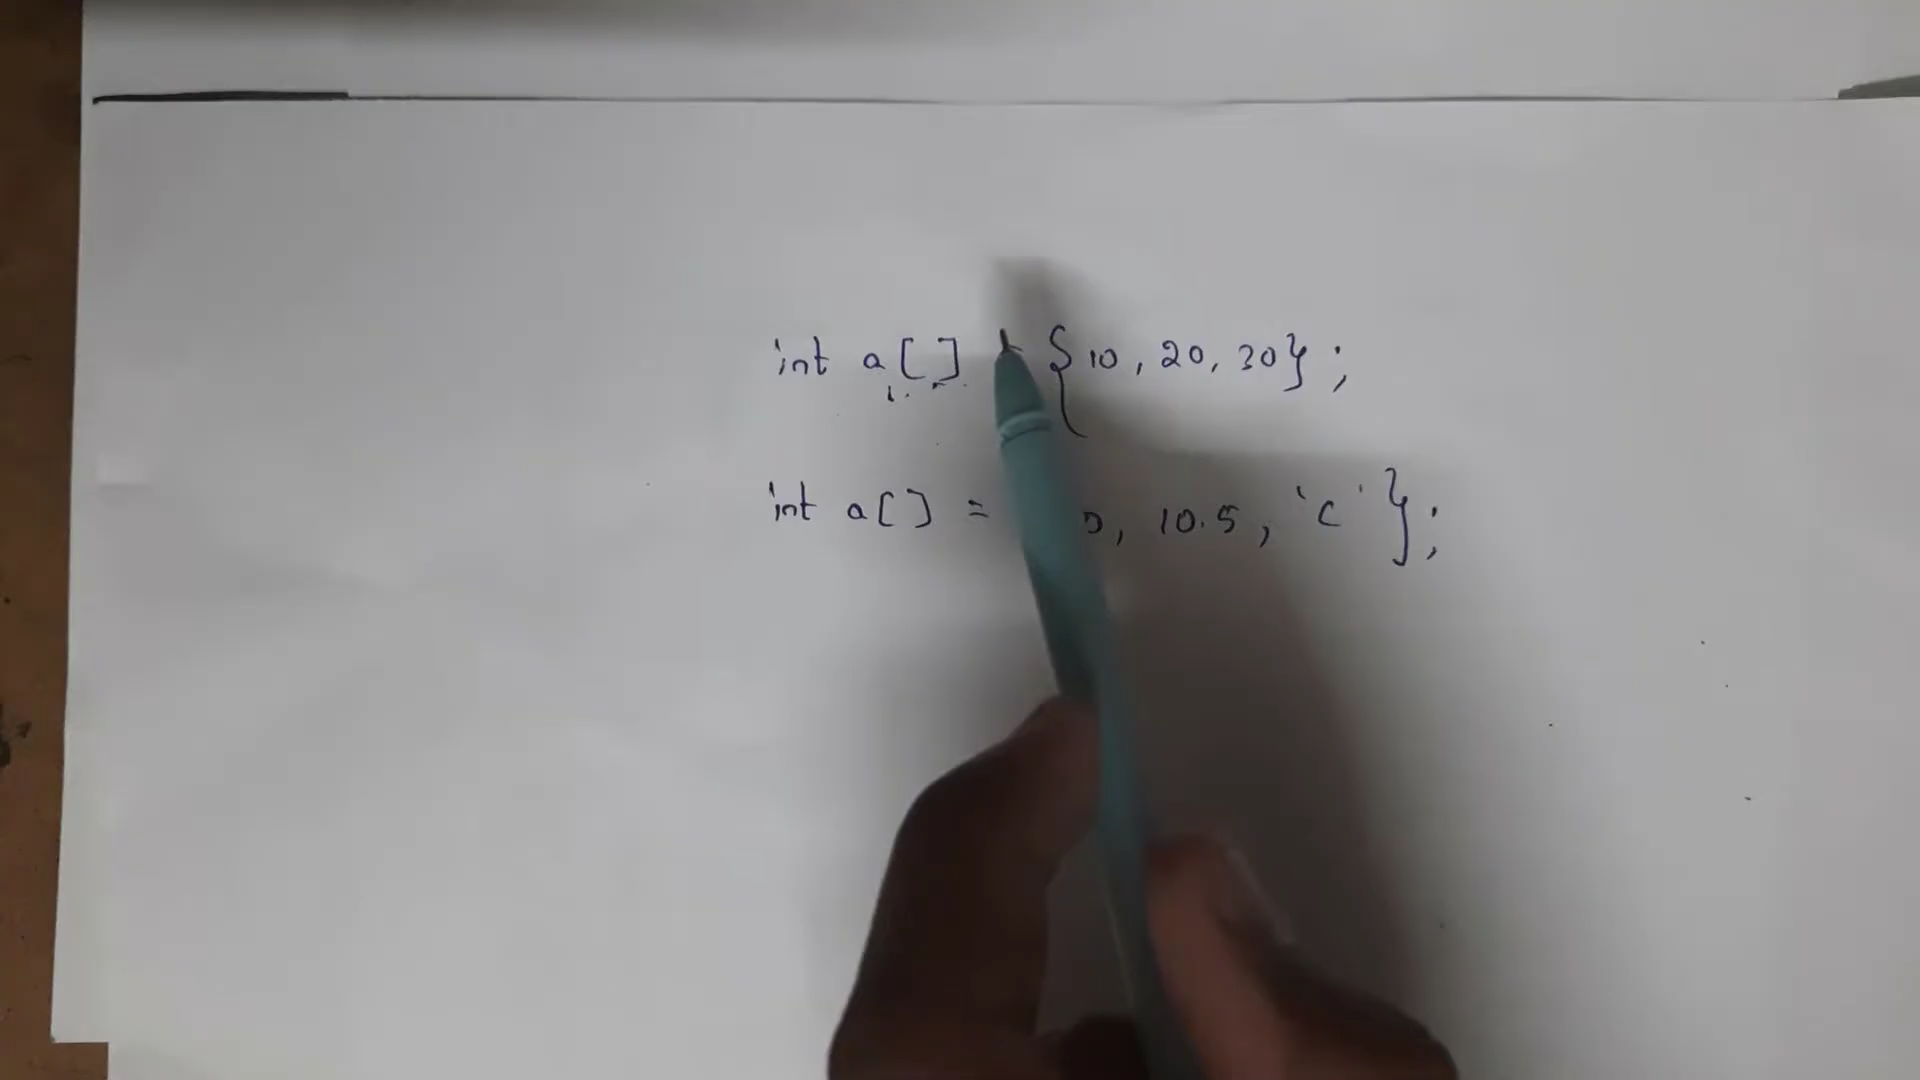 int a[] = {10, 20, 30};
int a[] = 0, 10.5, 'c'};